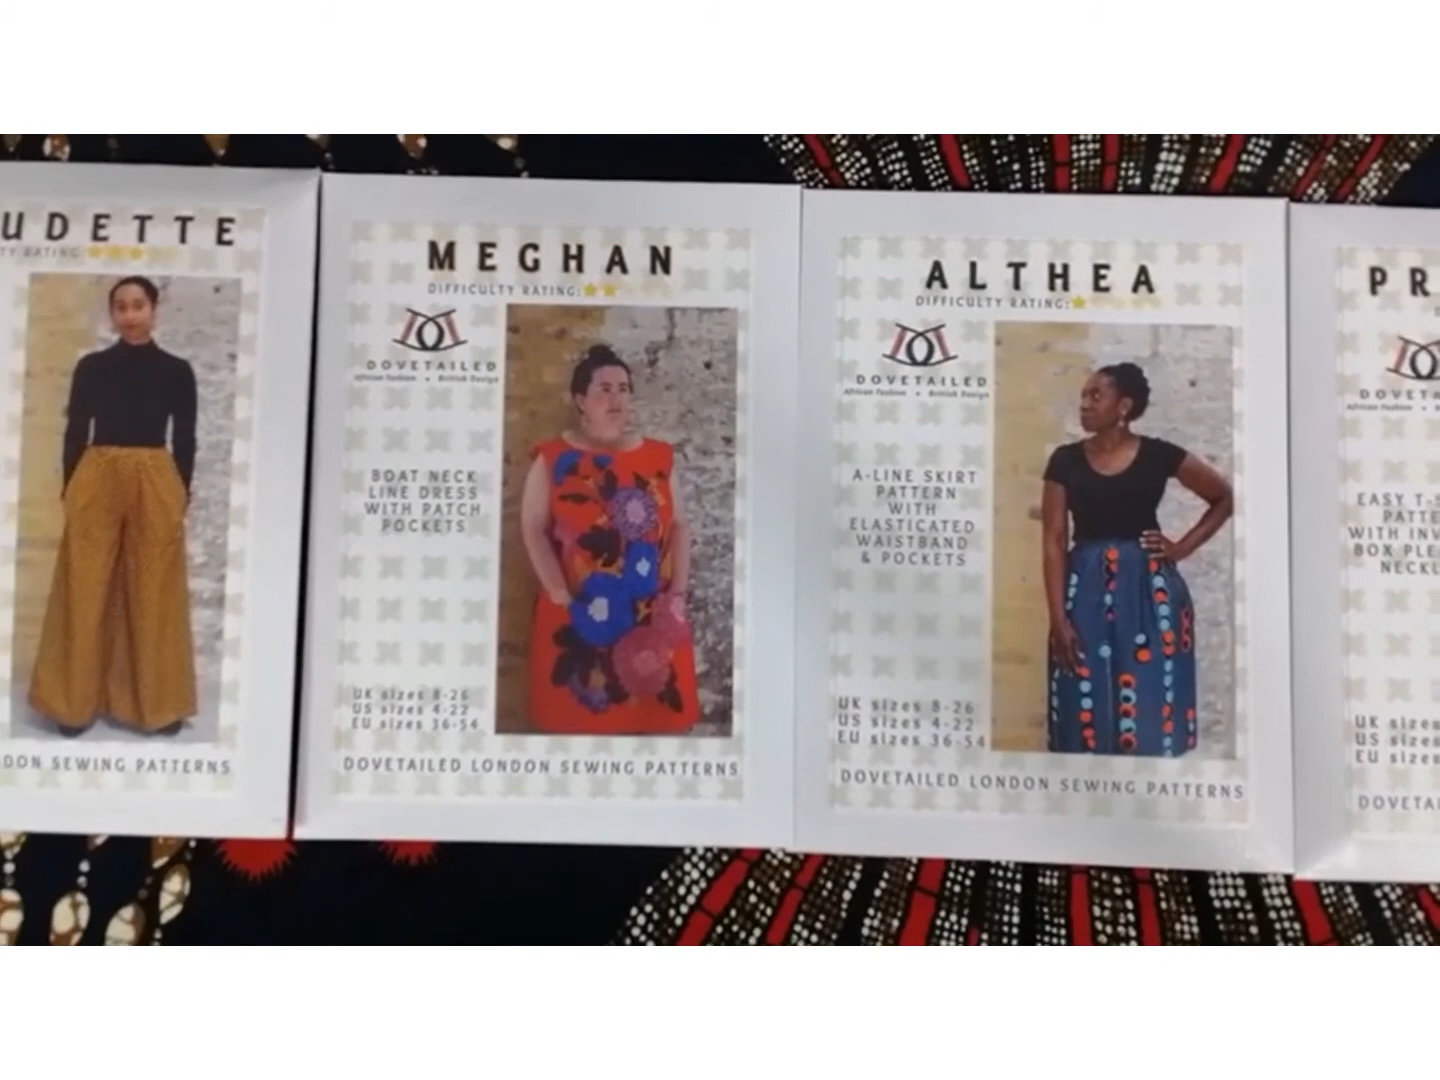 UDETTE
TY RATING:
DON SEWING PATTERNS
MEGHAN
DIFFICULTY RATING:
DOVETAILED
African Fashion • British Design
BOAT NECK
LINE DRESS
WITH PATCH
POCKETS
UK sizes 8-26
US sizes 4-22
EU sizes 36-54
DOVETAILED LONDON SEWING PATTERNS
ALTHEA
DIFFICULTY RATING:
DOVETAILED
African Fashion • British Design
A-LINE SKIRT
PATTERN
WITH
ELASTICATED
WAISTBAND
& POCKETS
UK sizes 8-26
US sizes 4-22
EU sizes 36-54
DOVETAILED LONDON SEWING PATTERNS
PR
DOVETA
African Fashion
EASY T-S
PATTE
WITH INV
BOX PLE
NECKL
UK sizes
US sizes
EU sizes
DOVETAI